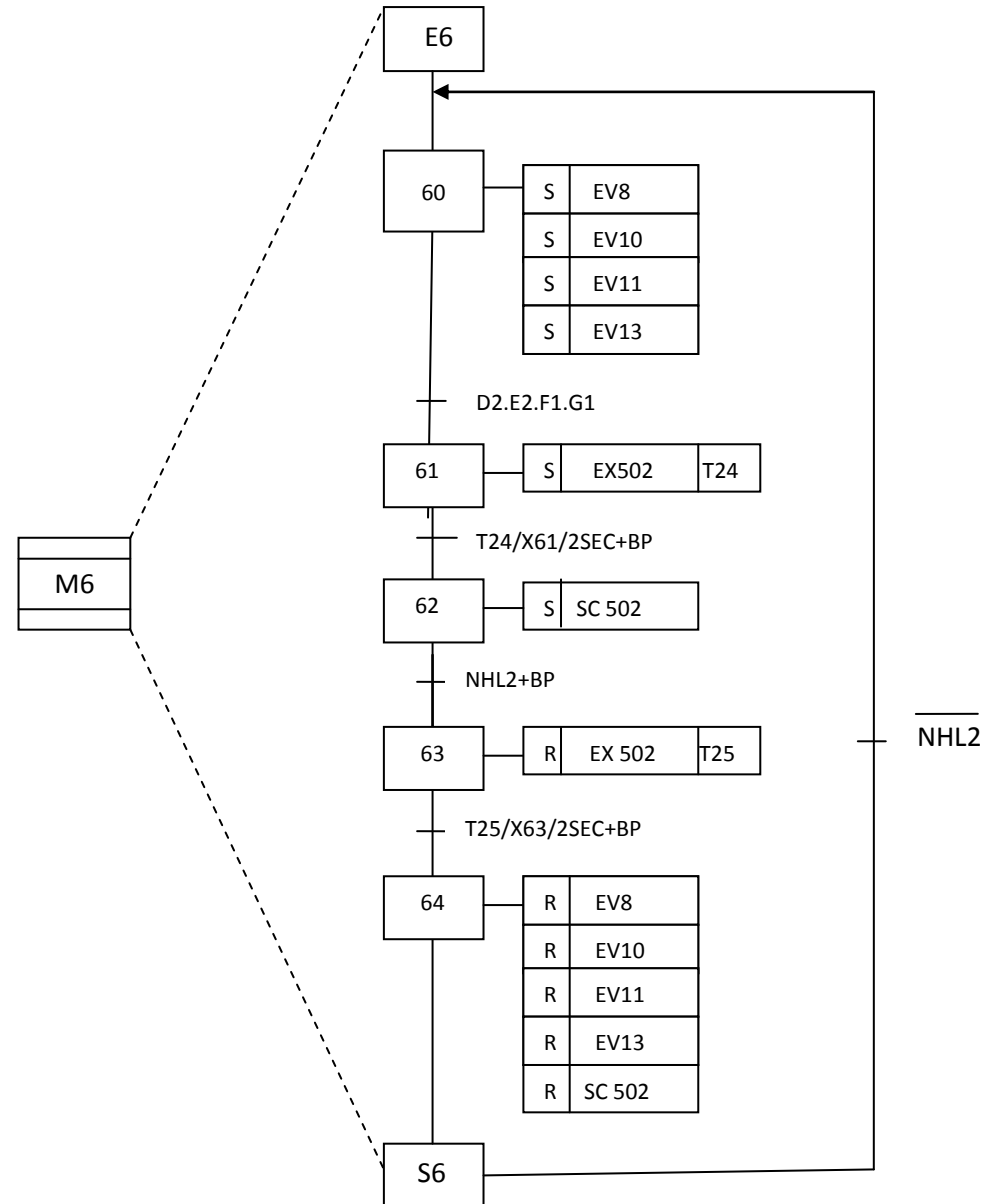 E6
60
S EV8
S EV10
S EV11
S EV13
D2.E2.F1.G1
61 S EX502 T24
T24/X61/2SEC+BP
M6
62 S SC 502
NHL2+BP
63 R EX 502 T25
NHL2
T25/X63/2SEC+BP
64 R EV8
R EV10
R EV11
R EV13
R SC 502
S6